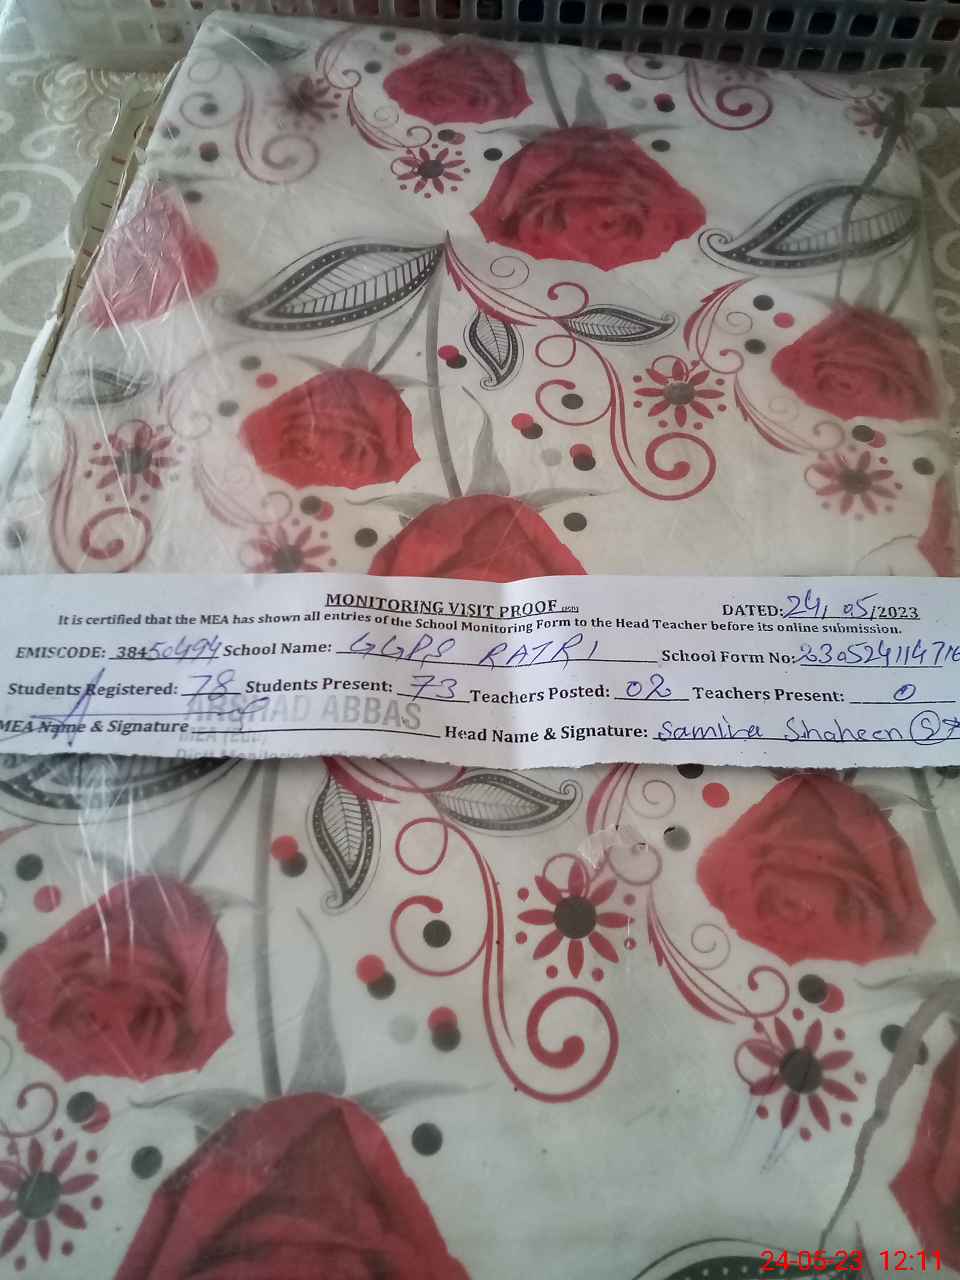 MONITORING VISIT PROOF
DATED: 24, 05/2023
It is certified that the MEA has shown all entries of the School Monitoring Form to the Head Teacher before its online submission.
EMISCODE: 38450494 School Name: GGPS RATRI School Form No: 230524114716
Students Registered: 78 Students Present: 73 Teachers Posted: 02 Teachers Present: 0
ARSHAD ABBAS
MEA Name & Signature Head Name & Signature: Samina Shaheen
24-05-23 12:11